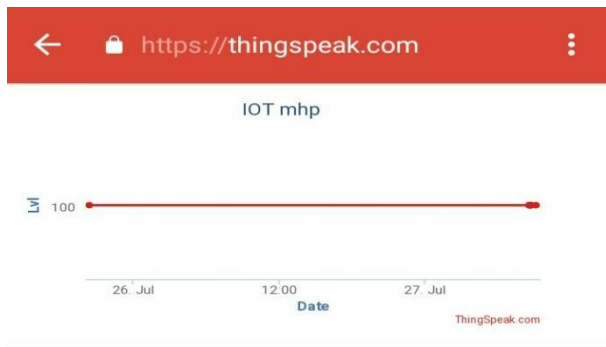 https://thingspeak.com
IOT mhp
Lvl
100
26. Jul 12:00 27. Jul
Date
ThingSpeak.com